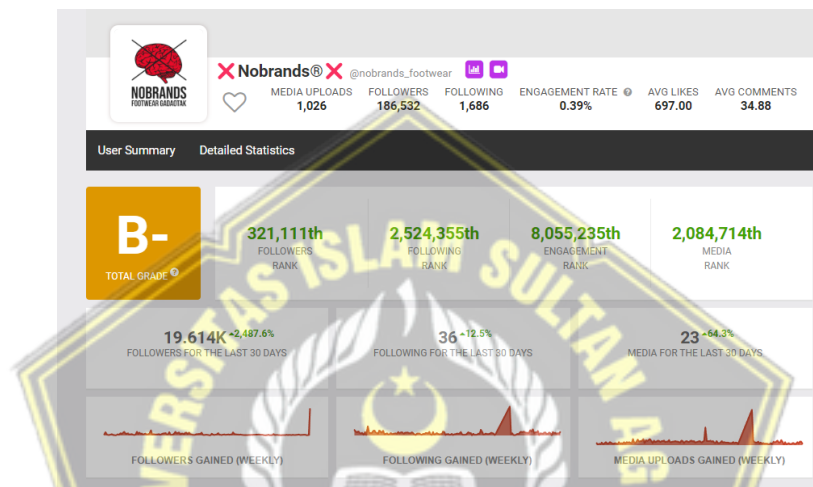 NOBRANDS
FOOTWEAR GADAOTAK
❌ Nobrands® ❌ @nobrands_footwear
MEDIA UPLOADS FOLLOWERS FOLLOWING ENGAGEMENT RATE AVG LIKES AVG COMMENTS
1,026 186,532 1,686 0.39% 697.00 34.88
User Summary Detailed Statistics
B-
TOTAL GRADE
321,111th
FOLLOWERS
RANK
2,524,355th
FOLLOWING
RANK
8,055,235th
ENGAGEMENT
RANK
2,084,714th
MEDIA
RANK
19.614K 2,487.6%
FOLLOWERS FOR THE LAST 30 DAYS
36 12.5%
FOLLOWING FOR THE LAST 30 DAYS
23 64.3%
MEDIA FOR THE LAST 30 DAYS
FOLLOWERS GAINED (WEEKLY)
FOLLOWING GAINED (WEEKLY)
MEDIA UPLOADS GAINED (WEEKLY)
VERSITAS ISLAM SULTAN AG